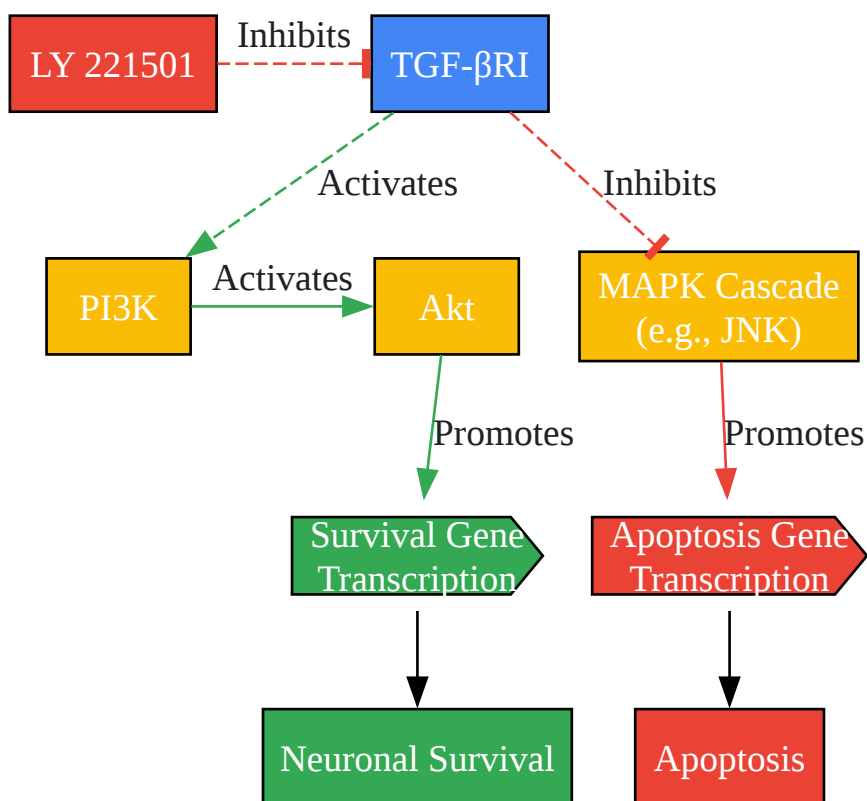 LY 221501
Inhibits
TGF-βRI
Activates
Inhibits
PI3K
Activates
Akt
MAPK Cascade
(e.g., JNK)
Promotes
Promotes
Survival Gene
Transcription
Apoptosis Gene
Transcription
Neuronal Survival
Apoptosis